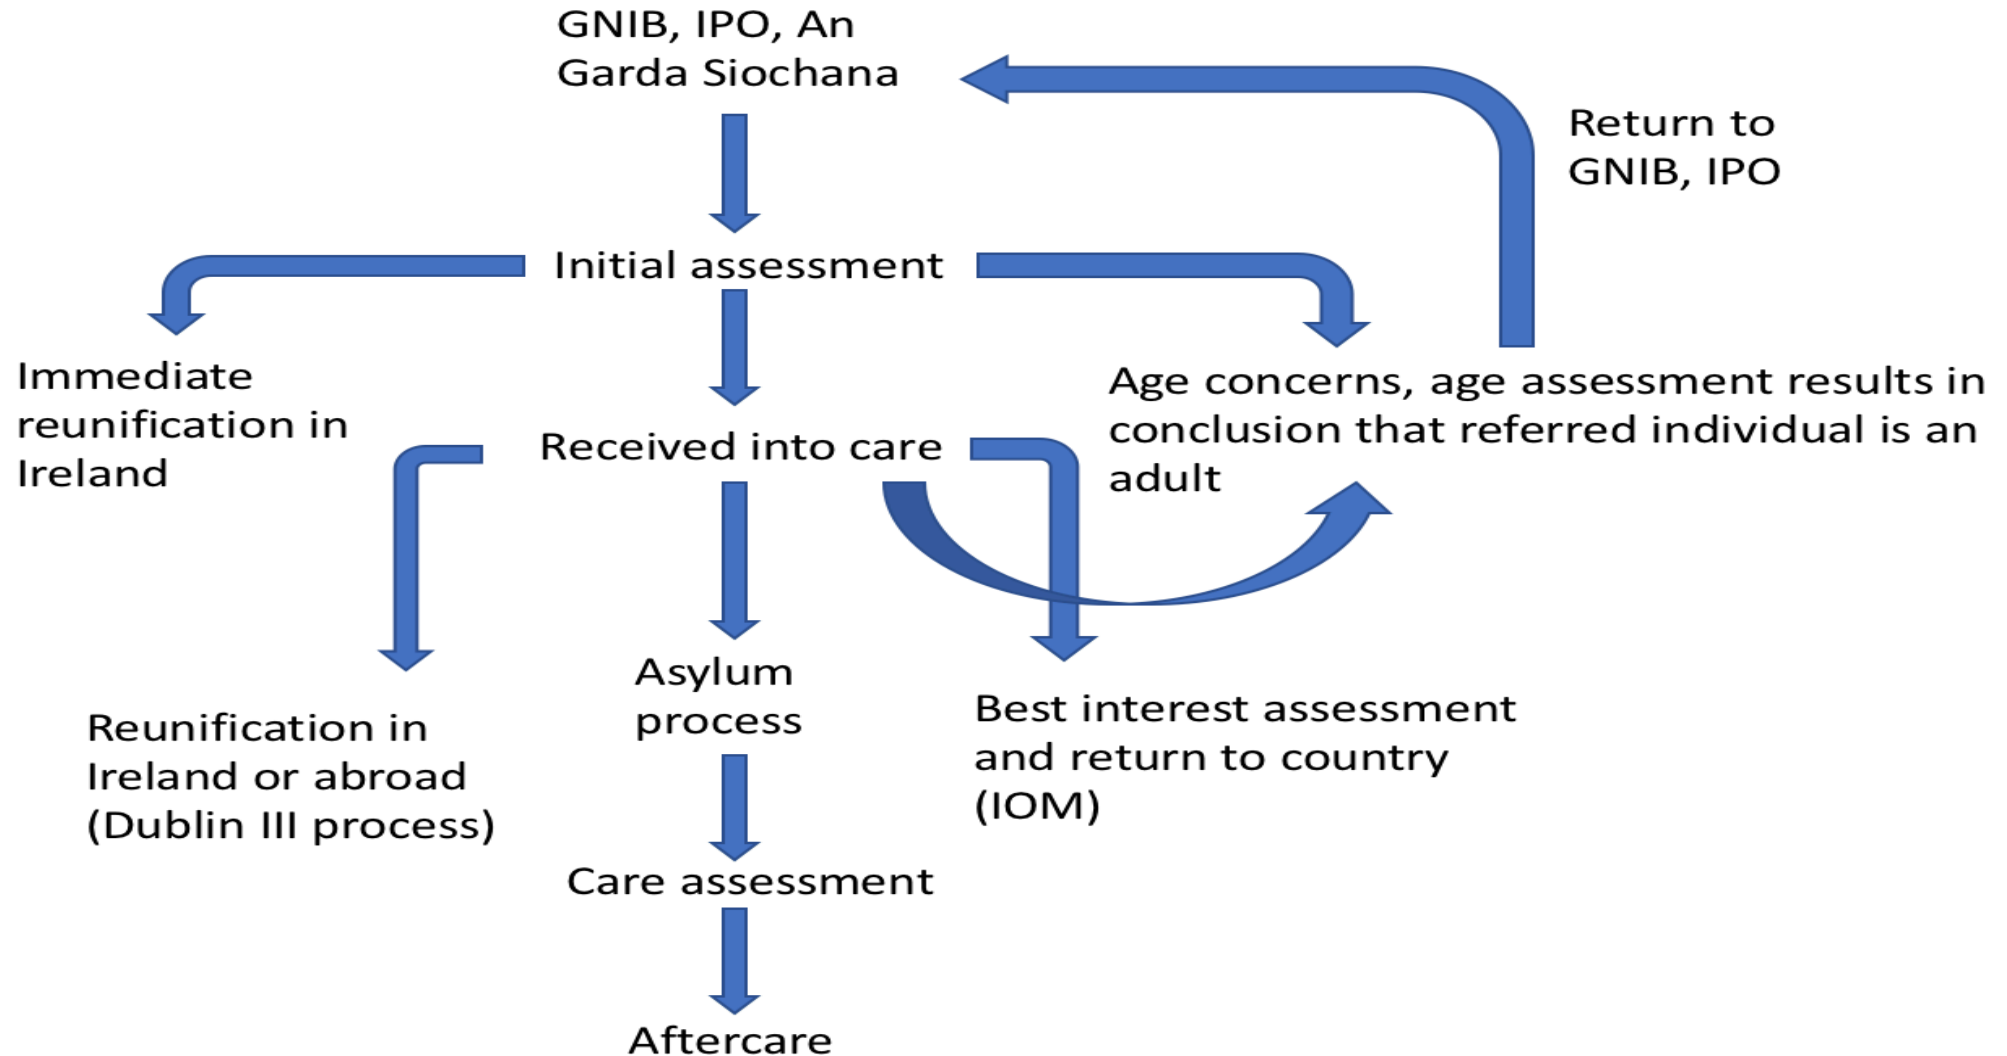 GNIB, IPO, An
Garda Siochana
Return to
GNIB, IPO
Initial assessment
Immediate
reunification in
Ireland
Age concerns, age assessment results in
conclusion that referred individual is an
adult
Received into care
Reunification in
Ireland or abroad
(Dublin III process)
Asylum
process
Best interest assessment
and return to country
(IOM)
Care assessment
Aftercare